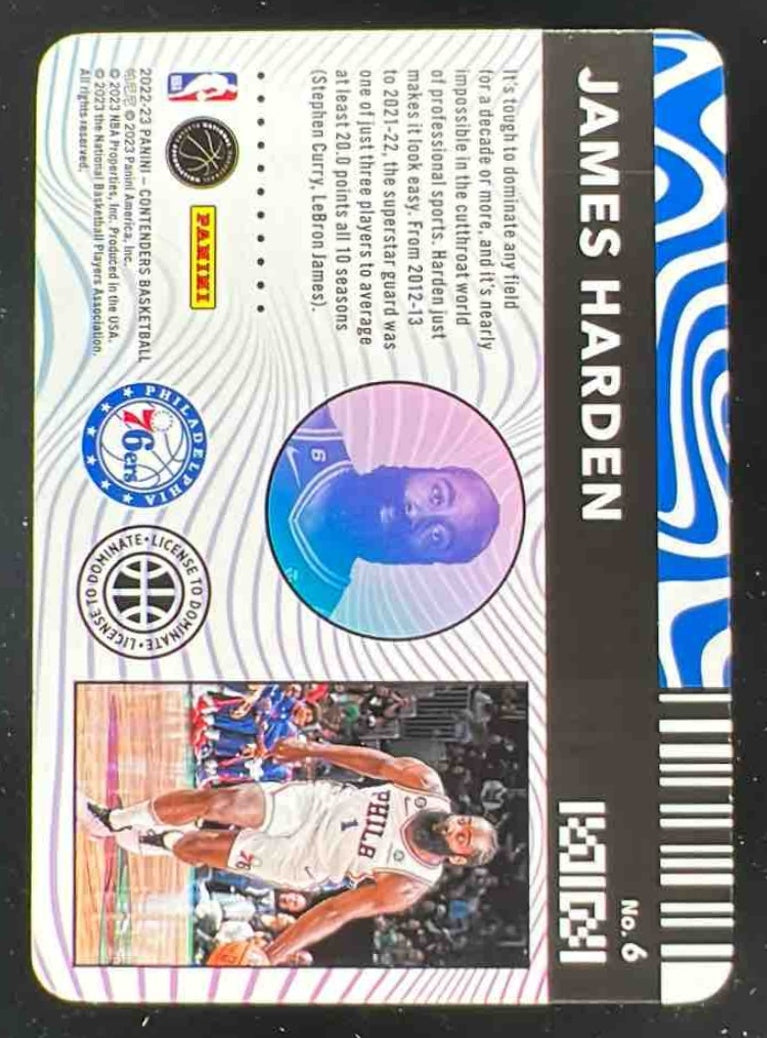 JAMES HARDEN
No. 6
It's tough to dominate any field
for a decade or more, and it's nearly
impossible in the cutthroat world
of professional sports. Harden just
makes it look easy. From 2012-13
to 2021-22, the superstar guard was
one of just three players to average
at least 20.0 points all 10 seasons
(Stephen Curry, LeBron James).
PANINI
2022-23 PANINI – CONTENDERS BASKETBALL
© 2023 Panini America, Inc.
© 2023 NBA Properties, Inc. Produced in the USA.
© 2023 the National Basketball Players Association.
All rights reserved.
PHILADELPHIA
76ers
LICENSE TO DOMINATE • LICENSE TO DOMINATE •
6
PHILA
1
76